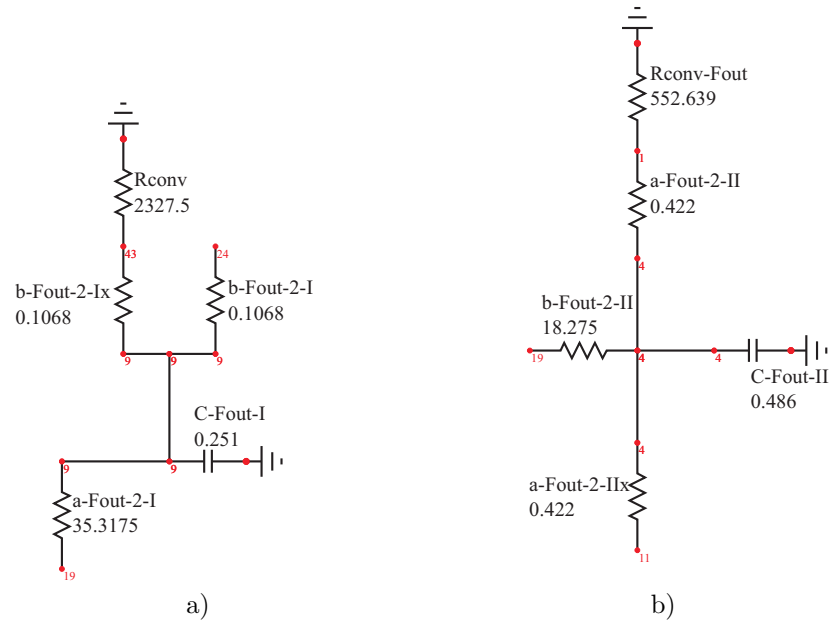 Rconv
2327.5
43
24
b-Fout-2-Ix
0.1068
b-Fout-2-I
0.1068
9
9
9
C-Fout-I
0.251
9
9
a-Fout-2-I
35.3175
19
a)
Rconv-Fout
552.639
1
a-Fout-2-II
0.422
4
b-Fout-2-II
18.275
19
4
4
C-Fout-II
0.486
4
a-Fout-2-IIx
0.422
11
b)